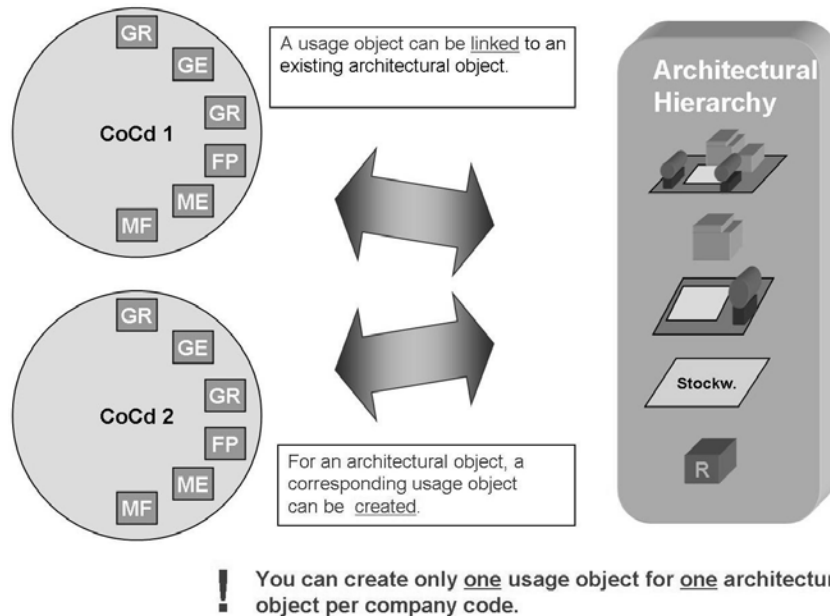 GR
GE
GR
CoCd 1
FP
ME
MF
A usage object can be linked to an
existing architectural object.
Architectural
Hierarchy
GR
GE
GR
CoCd 2
FP
ME
MF
For an architectural object, a
corresponding usage object
can be created.
Stockw.
R
! You can create only one usage object for one architectu
object per company code.